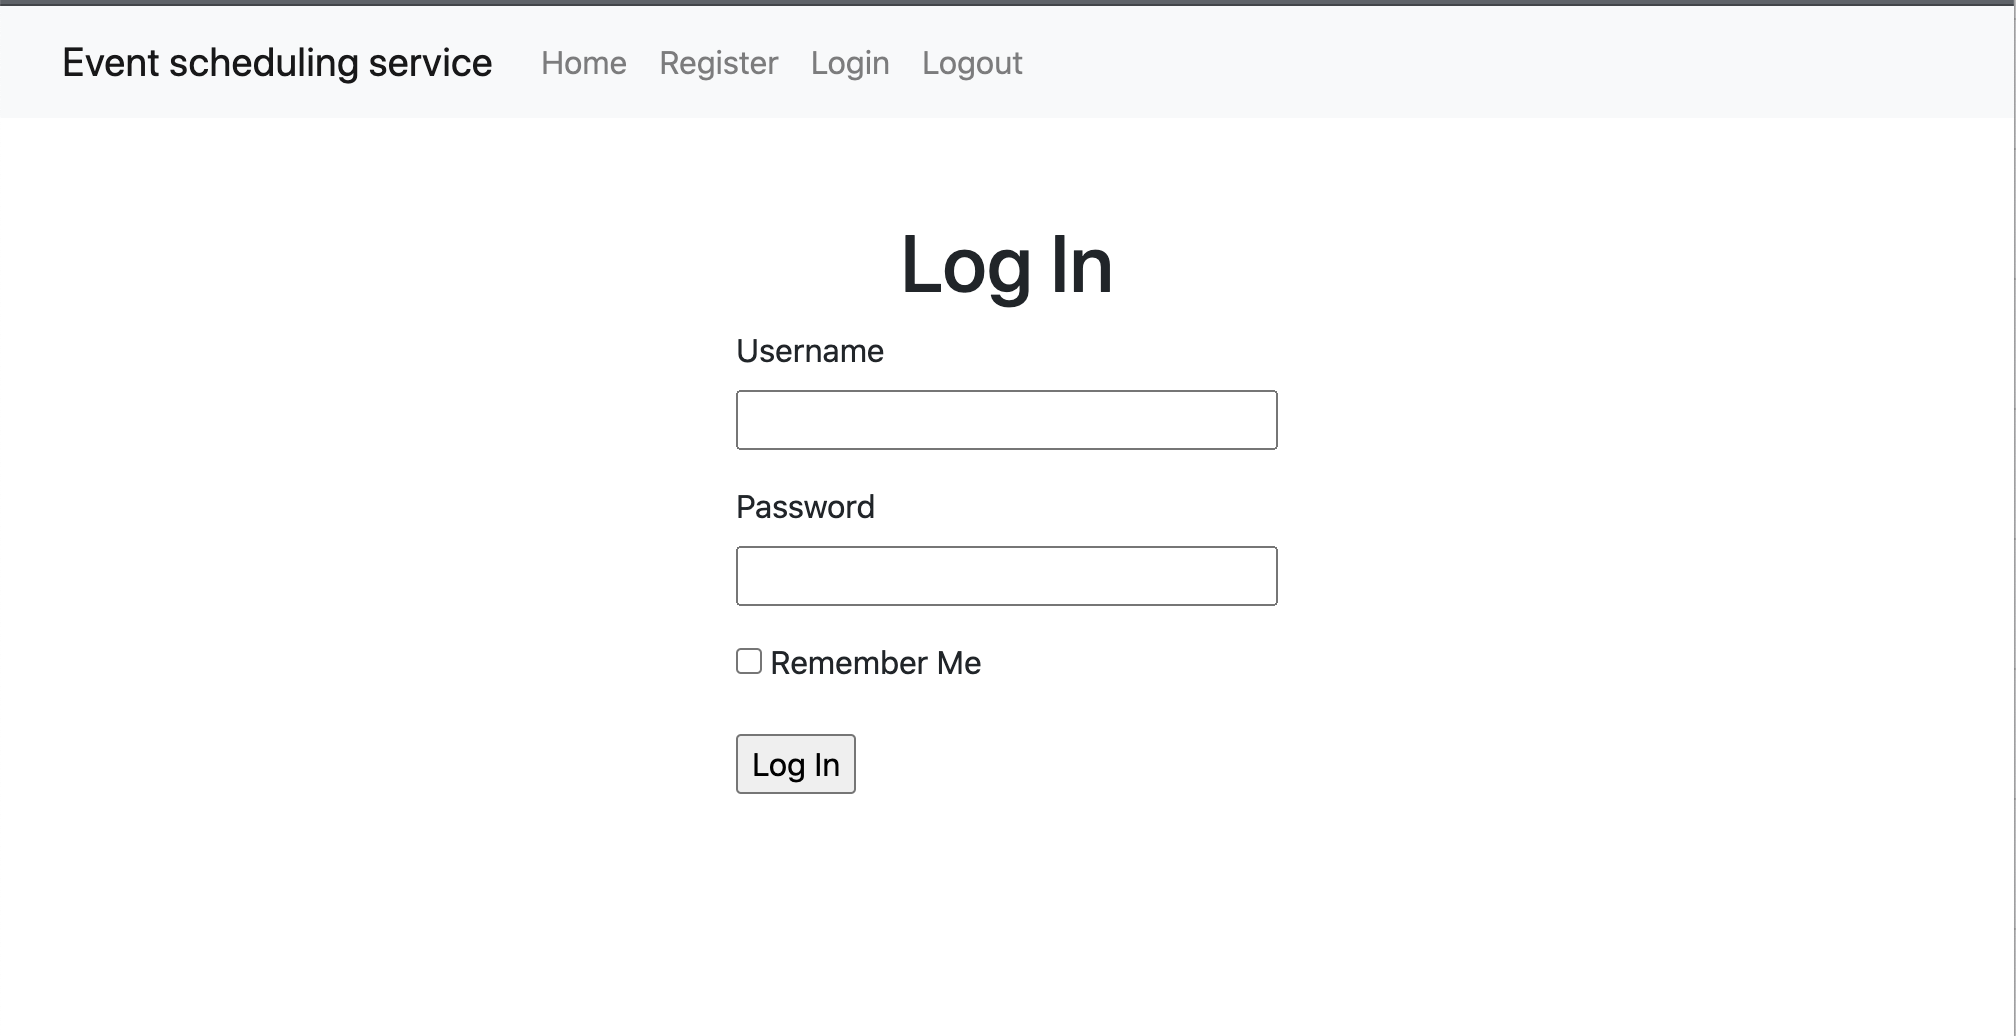 Event scheduling service Home Register Login Logout
Log In
Username
Password
Remember Me
Log In